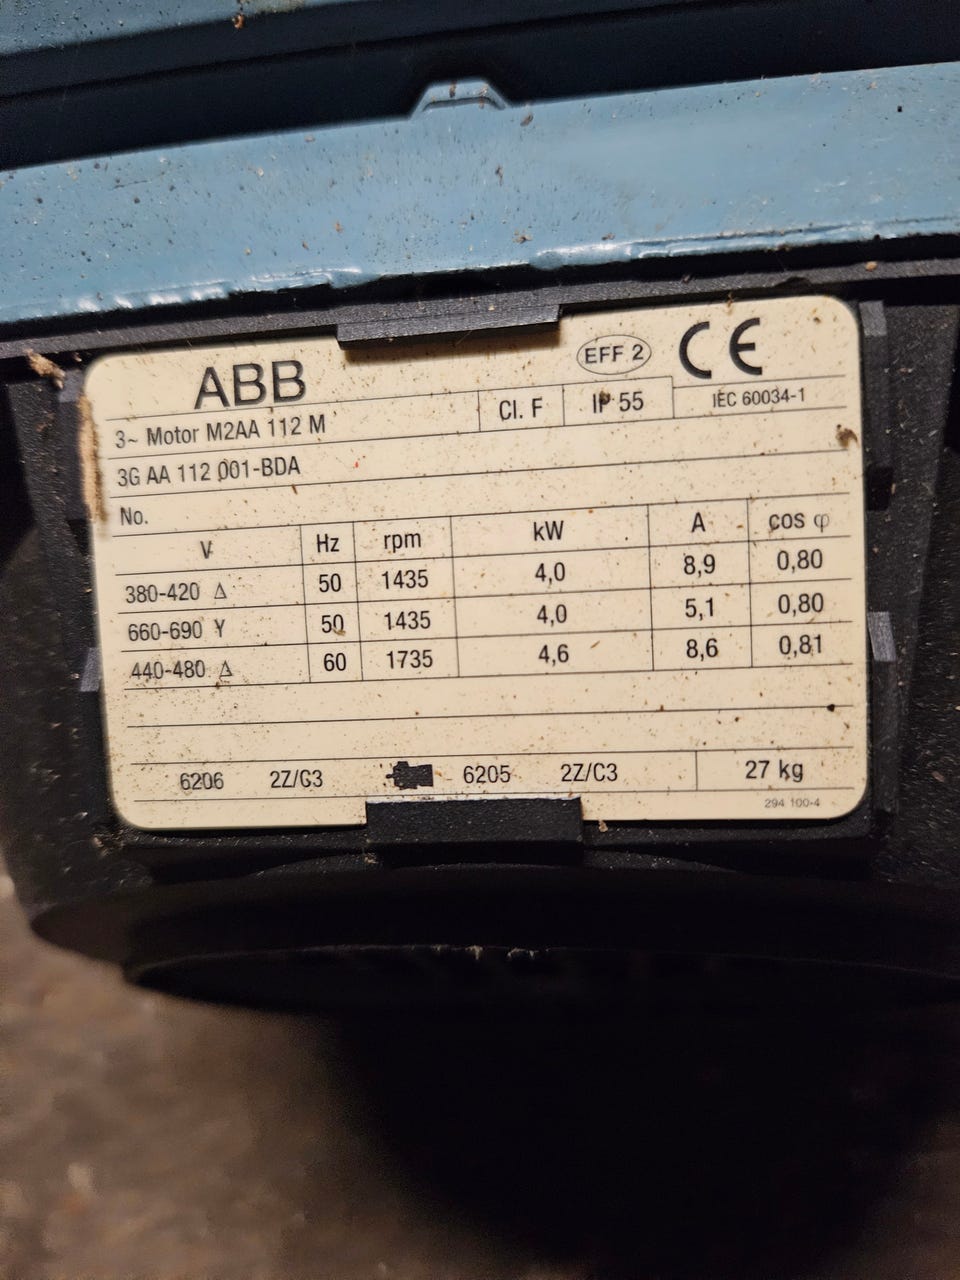 ABB EFF 2 CE
3~ Motor M2AA 112 M Cl. F IP 55 IEC 60034-1
3G AA 112 001-BDA
No.
V Hz rpm kW A cos φ
380-420 Δ 50 1435 4,0 8,9 0,80
660-690 Y 50 1435 4,0 5,1 0,80
440-480 Δ 60 1735 4,6 8,6 0,81
6206 2Z/C3 6205 2Z/C3 27 kg
294 100-4